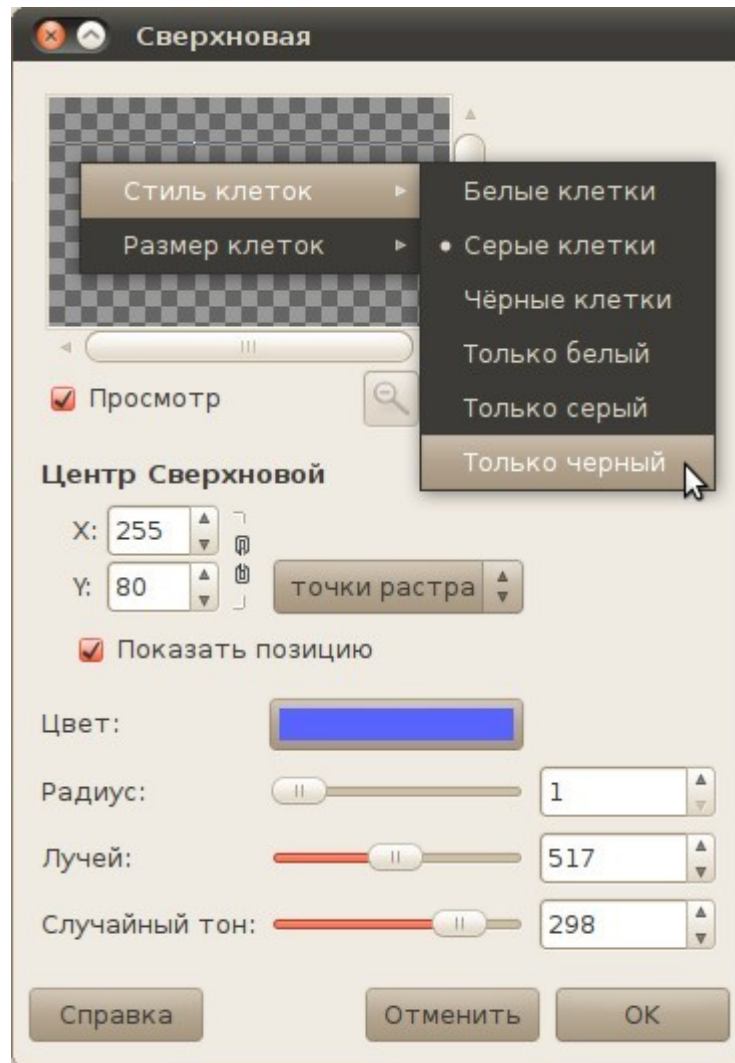 Сверхновая
Стиль клеток
Размер клеток
Белые клетки
Серые клетки
Чёрные клетки
Только белый
Только серый
Только черный
Просмотр
Центр Сверхновой
X: 255
Y: 80 точки растра
Показать позицию
Цвет:
Радиус: 1
Лучей: 517
Случайный тон: 298
Справка Отменить OK